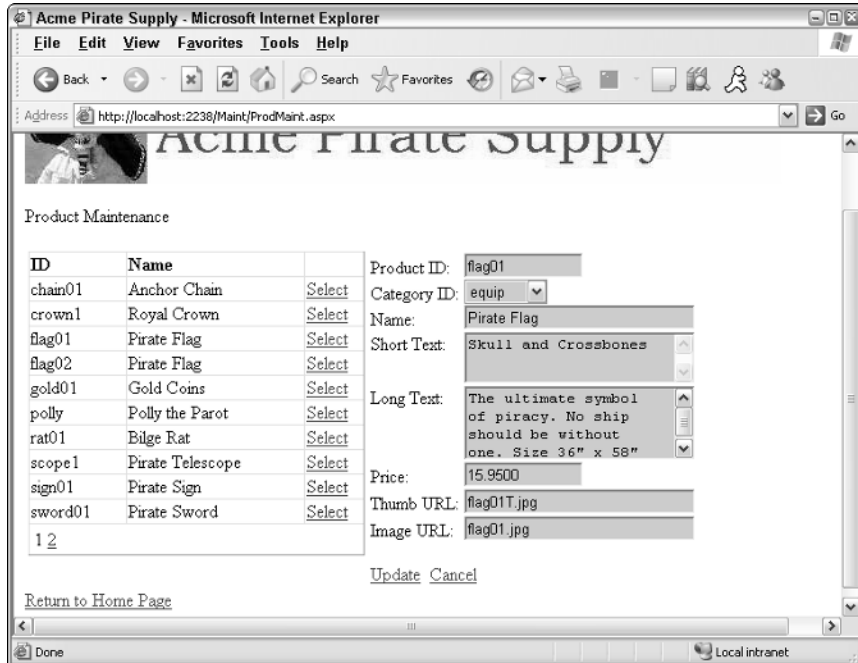 Acme Pirate Supply - Microsoft Internet Explorer
File Edit View Favorites Tools Help
Back Search Favorites
Address http://localhost:2238/Maint/ProdMaint.aspx Go
Acme Pirate Supply
Product Maintenance
ID Name
chain01 Anchor Chain Select
crown1 Royal Crown Select
flag01 Pirate Flag Select
flag02 Pirate Flag Select
gold01 Gold Coins Select
polly Polly the Parot Select
rat01 Bilge Rat Select
scope1 Pirate Telescope Select
sign01 Pirate Sign Select
sword01 Pirate Sword Select
1 2
Product ID: flag01
Category ID: equip
Name: Pirate Flag
Short Text: Skull and Crossbones
Long Text: The ultimate symbol
of piracy. No ship
should be without
one. Size 36" x 58"
Price: 15.9500
Thumb URL: flag01T.jpg
Image URL: flag01.jpg
Update Cancel
Return to Home Page
Done Local intranet